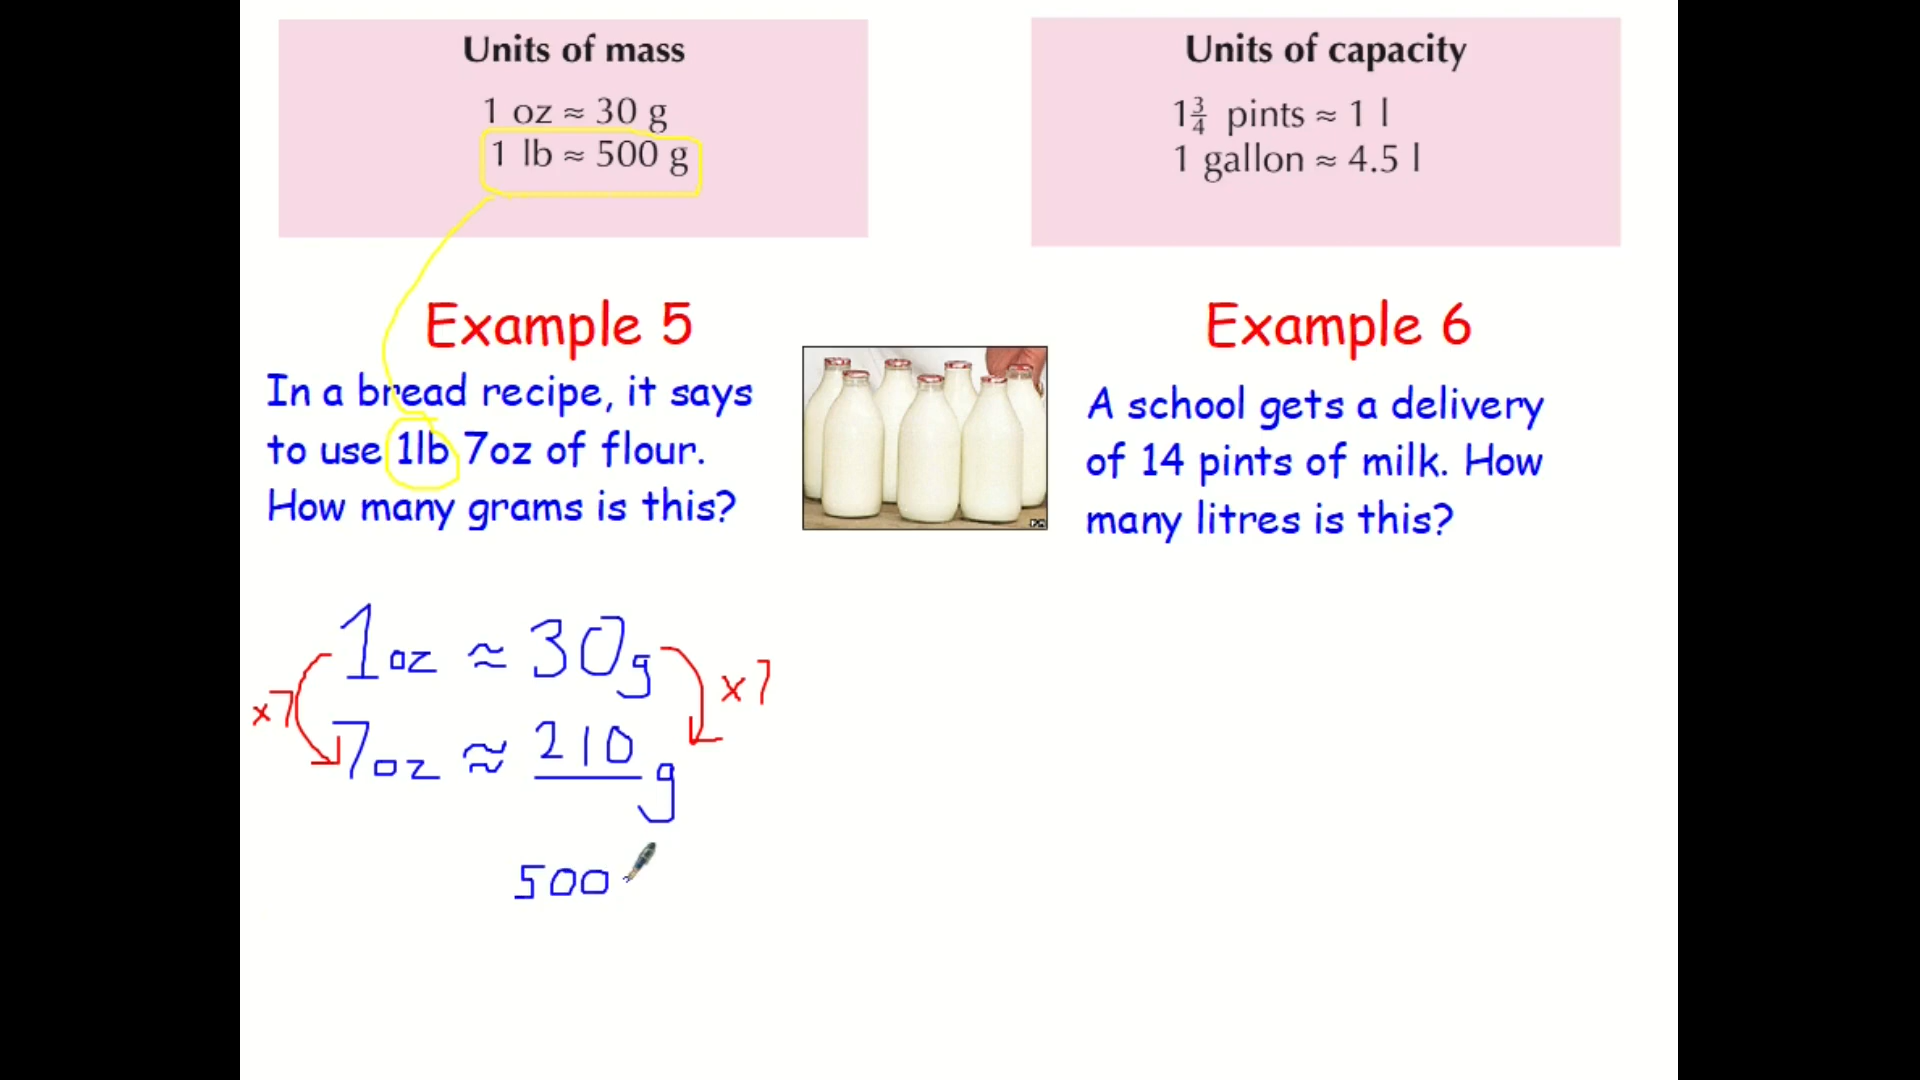 Units of mass
1 oz ≈ 30 g
1 lb ≈ 500 g
Units of capacity
1¾ pints ≈ 1 l
1 gallon ≈ 4.5 l
Example 5
In a bread recipe, it says
to use 1lb 7oz of flour.
How many grams is this?
Example 6
A school gets a delivery
of 14 pints of milk. How
many litres is this?
1oz ≈ 30g
x7
x7
7oz ≈ 210g
500